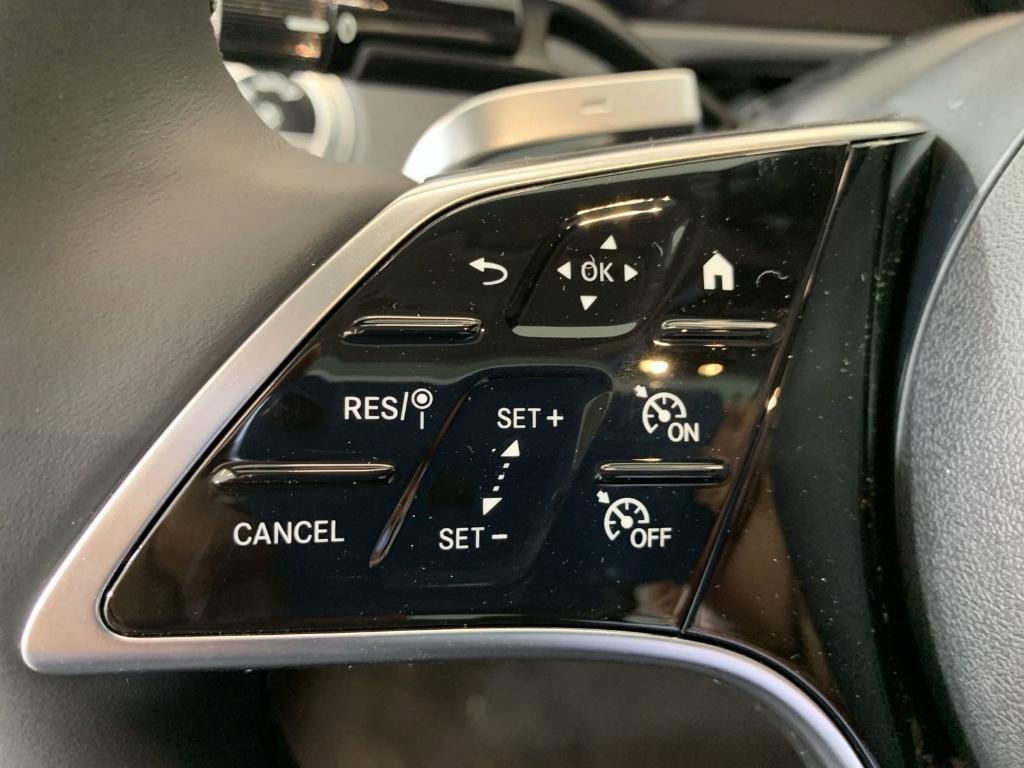 OK
RES/
SET+
ON
CANCEL
SET-
OFF